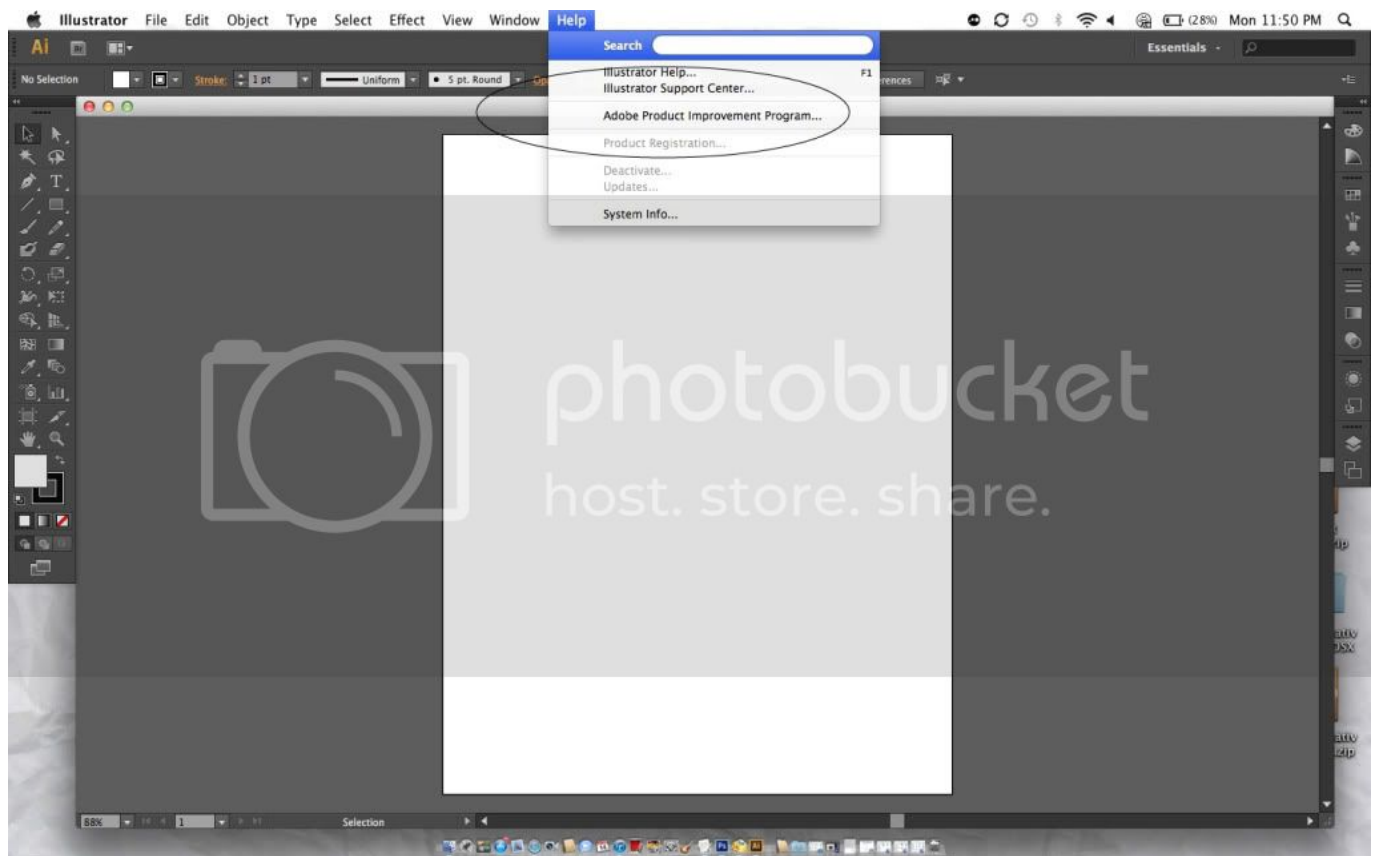 Illustrator File Edit Object Type Select Effect View Window Help (28%) Mon 11:50 PM
Ai Br Essentials
Search
No Selection Stroke: 1 pt Uniform 5 pt. Round
Illustrator Help... F1
Illustrator Support Center...
Adobe Product Improvement Program...
Product Registration...
Deactivate...
Updates...
System Info...
photobucket
host. store. share.
88% 1 Selection